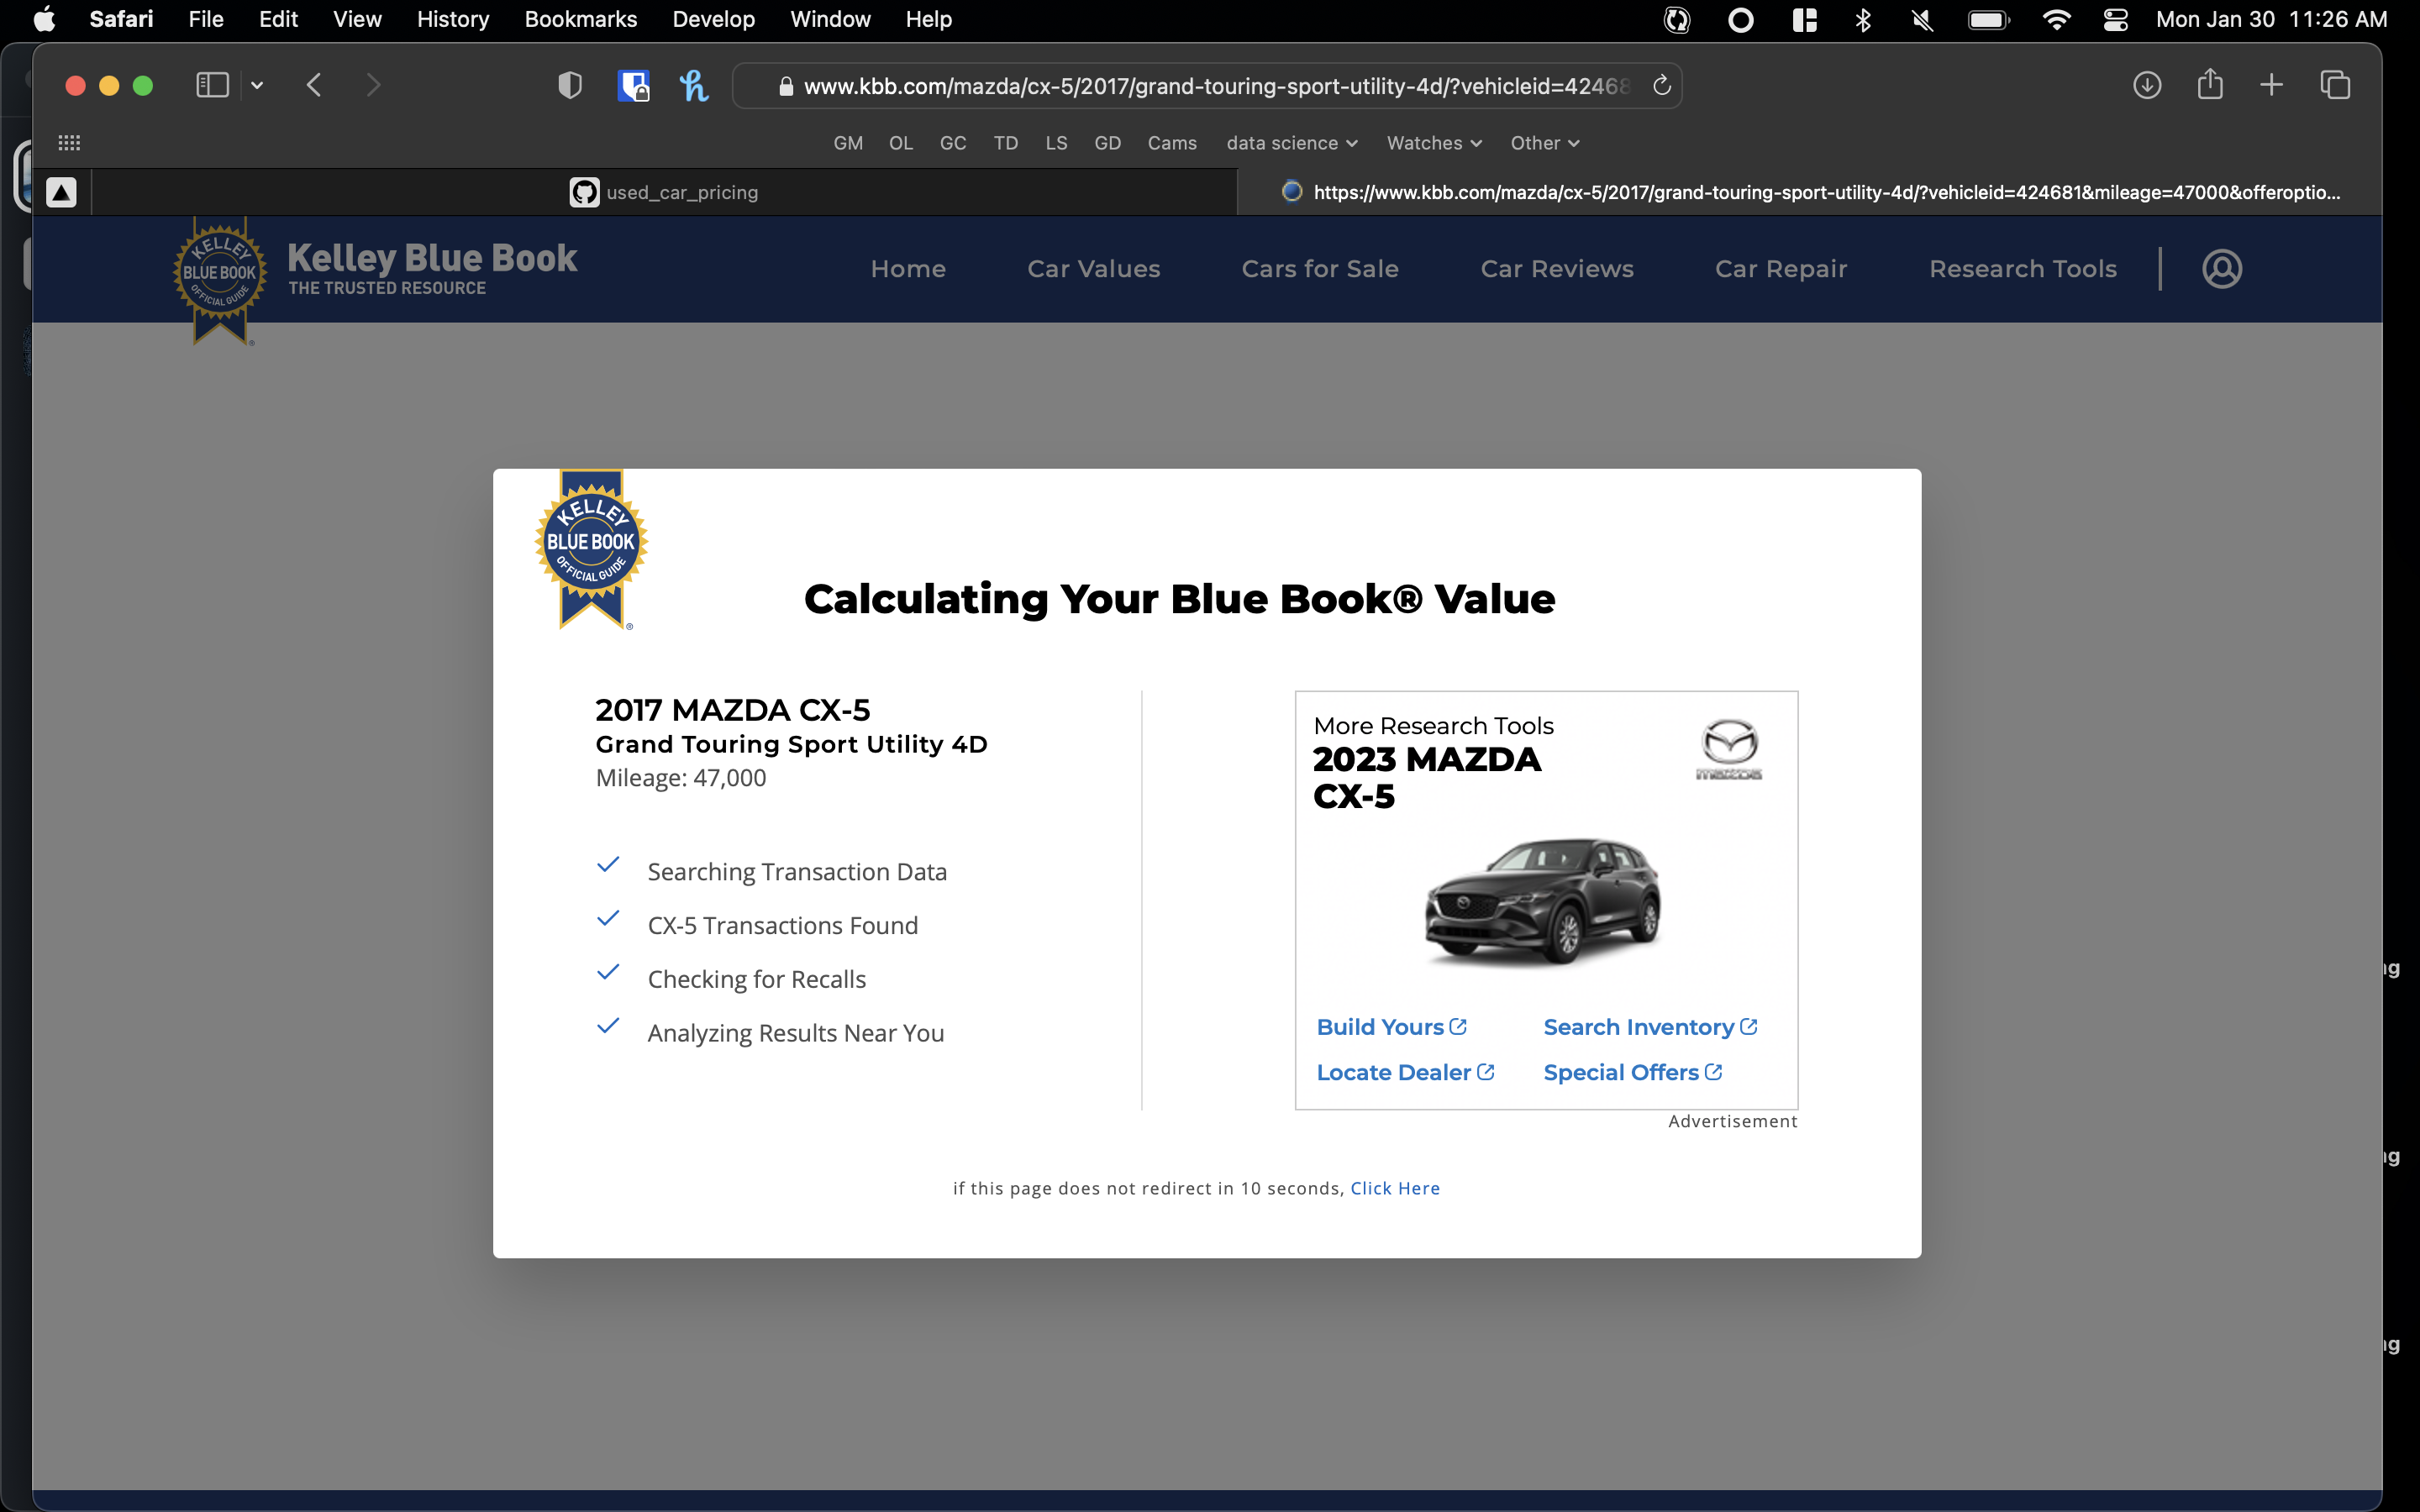 Safari File Edit View History Bookmarks Develop Window Help Mon Jan 30 11:26 AM
www.kbb.com/mazda/cx-5/2017/grand-touring-sport-utility-4d/?vehicleid=42468
GM OL GC TD LS GD Cams data science Watches Other
used_car_pricing
https://www.kbb.com/mazda/cx-5/2017/grand-touring-sport-utility-4d/?vehicleid=424681&mileage=47000&offeroptio...
KELLEY
BLUE BOOK
OFFICIAL GUIDE
Kelley Blue Book
THE TRUSTED RESOURCE
Home Car Values Cars for Sale Car Reviews Car Repair Research Tools
KELLEY
BLUE BOOK
OFFICIAL GUIDE
®
Calculating Your Blue Book® Value
2017 MAZDA CX-5
Grand Touring Sport Utility 4D
Mileage: 47,000
Searching Transaction Data
CX-5 Transactions Found
Checking for Recalls
Analyzing Results Near You
More Research Tools
2023 MAZDA
CX-5
mazda
Build Yours Search Inventory
Locate Dealer Special Offers
Advertisement
if this page does not redirect in 10 seconds, Click Here